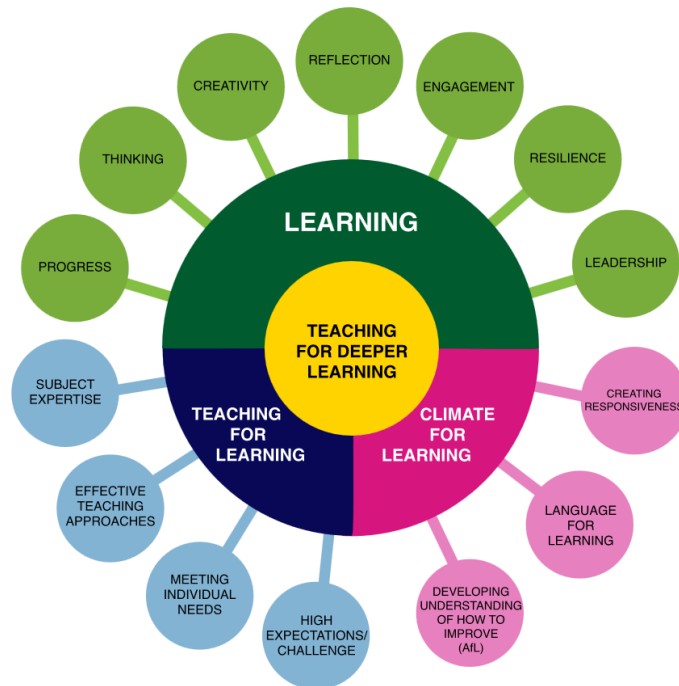 REFLECTION
CREATIVITY
ENGAGEMENT
THINKING
RESILIENCE
PROGRESS
LEADERSHIP
LEARNING
TEACHING
FOR DEEPER
LEARNING
TEACHING
FOR
LEARNING
CLIMATE
FOR
LEARNING
SUBJECT
EXPERTISE
EFFECTIVE
TEACHING
APPROACHES
MEETING
INDIVIDUAL
NEEDS
HIGH
EXPECTATIONS/
CHALLENGE
DEVELOPING
UNDERSTANDING
OF HOW TO
IMPROVE
(AfL)
LANGUAGE
FOR
LEARNING
CREATING
RESPONSIVENESS